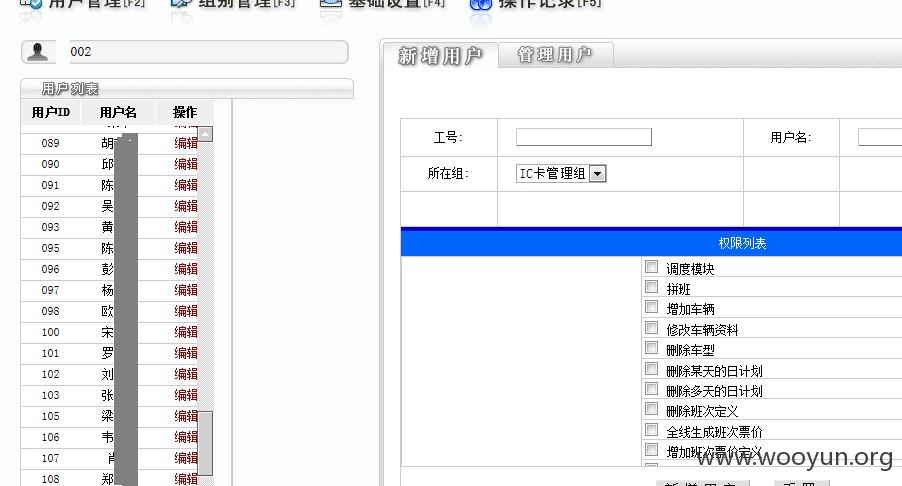 用户管理[F2] 组别管理[F3] 基础设置[F4] 操作记录[F5]
002
用户列表
用户ID 用户名 操作
编辑
089 胡 编辑
090 邱 编辑
091 陈 编辑
092 吴 编辑
093 黄 编辑
095 陈 编辑
096 彭 编辑
097 杨 编辑
098 欧 编辑
100 宋 编辑
101 罗 编辑
102 刘 编辑
103 张 编辑
105 梁 编辑
106 韦 编辑
107 肖 编辑
108 郑 编辑
新增用户 管理用户
工号: 用户名:
所在组: IC卡管理组
权限列表
调度模块
拼班
增加车辆
修改车辆资料
删除车型
删除某天的日计划
删除多天的日计划
删除班次定义
全线生成班次票价
增加班次票价定义
新增用户 重置
www.wooyun.org